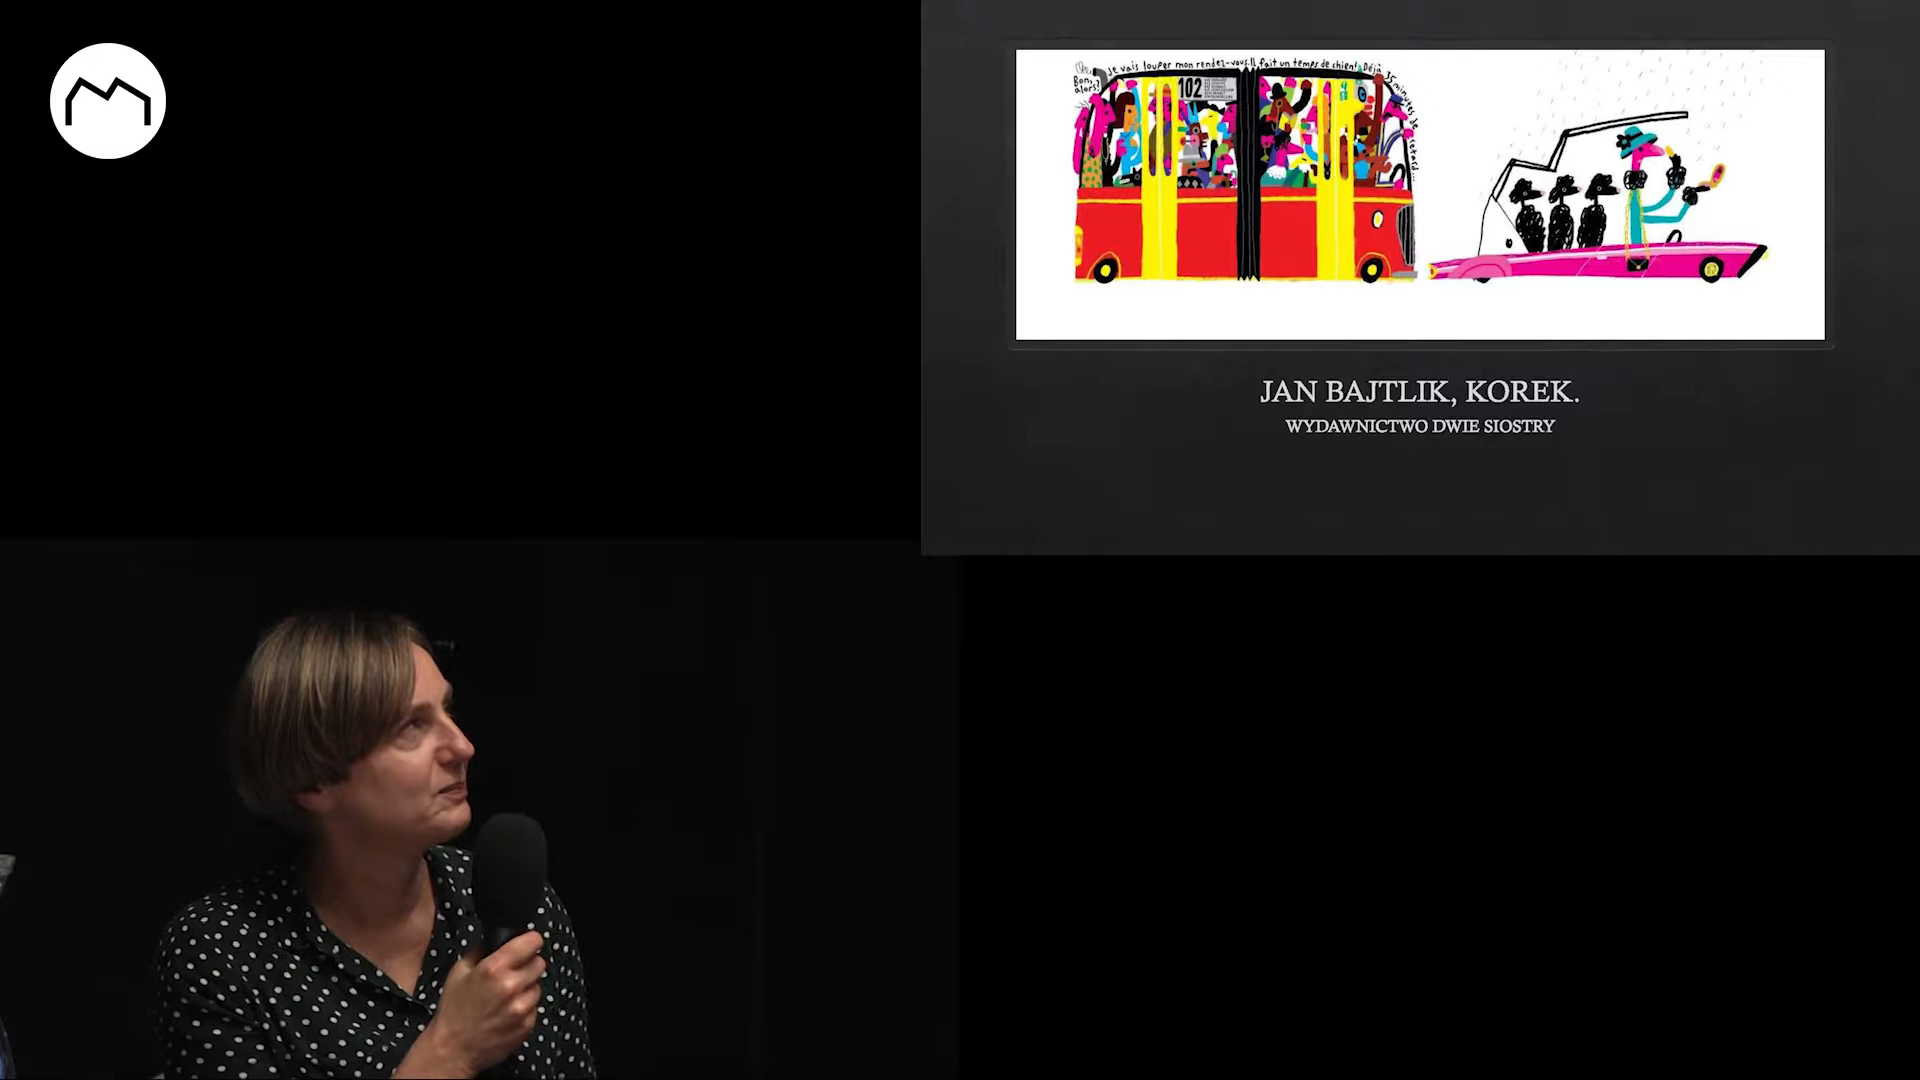 Je vais louper mon rendez-vous. Il fait un temps de chien! Déjà 35 minutes de retard...
Bon,
alors?
102
JAN BAJTLIK, KOREK.
WYDAWNICTWO DWIE SIOSTRY